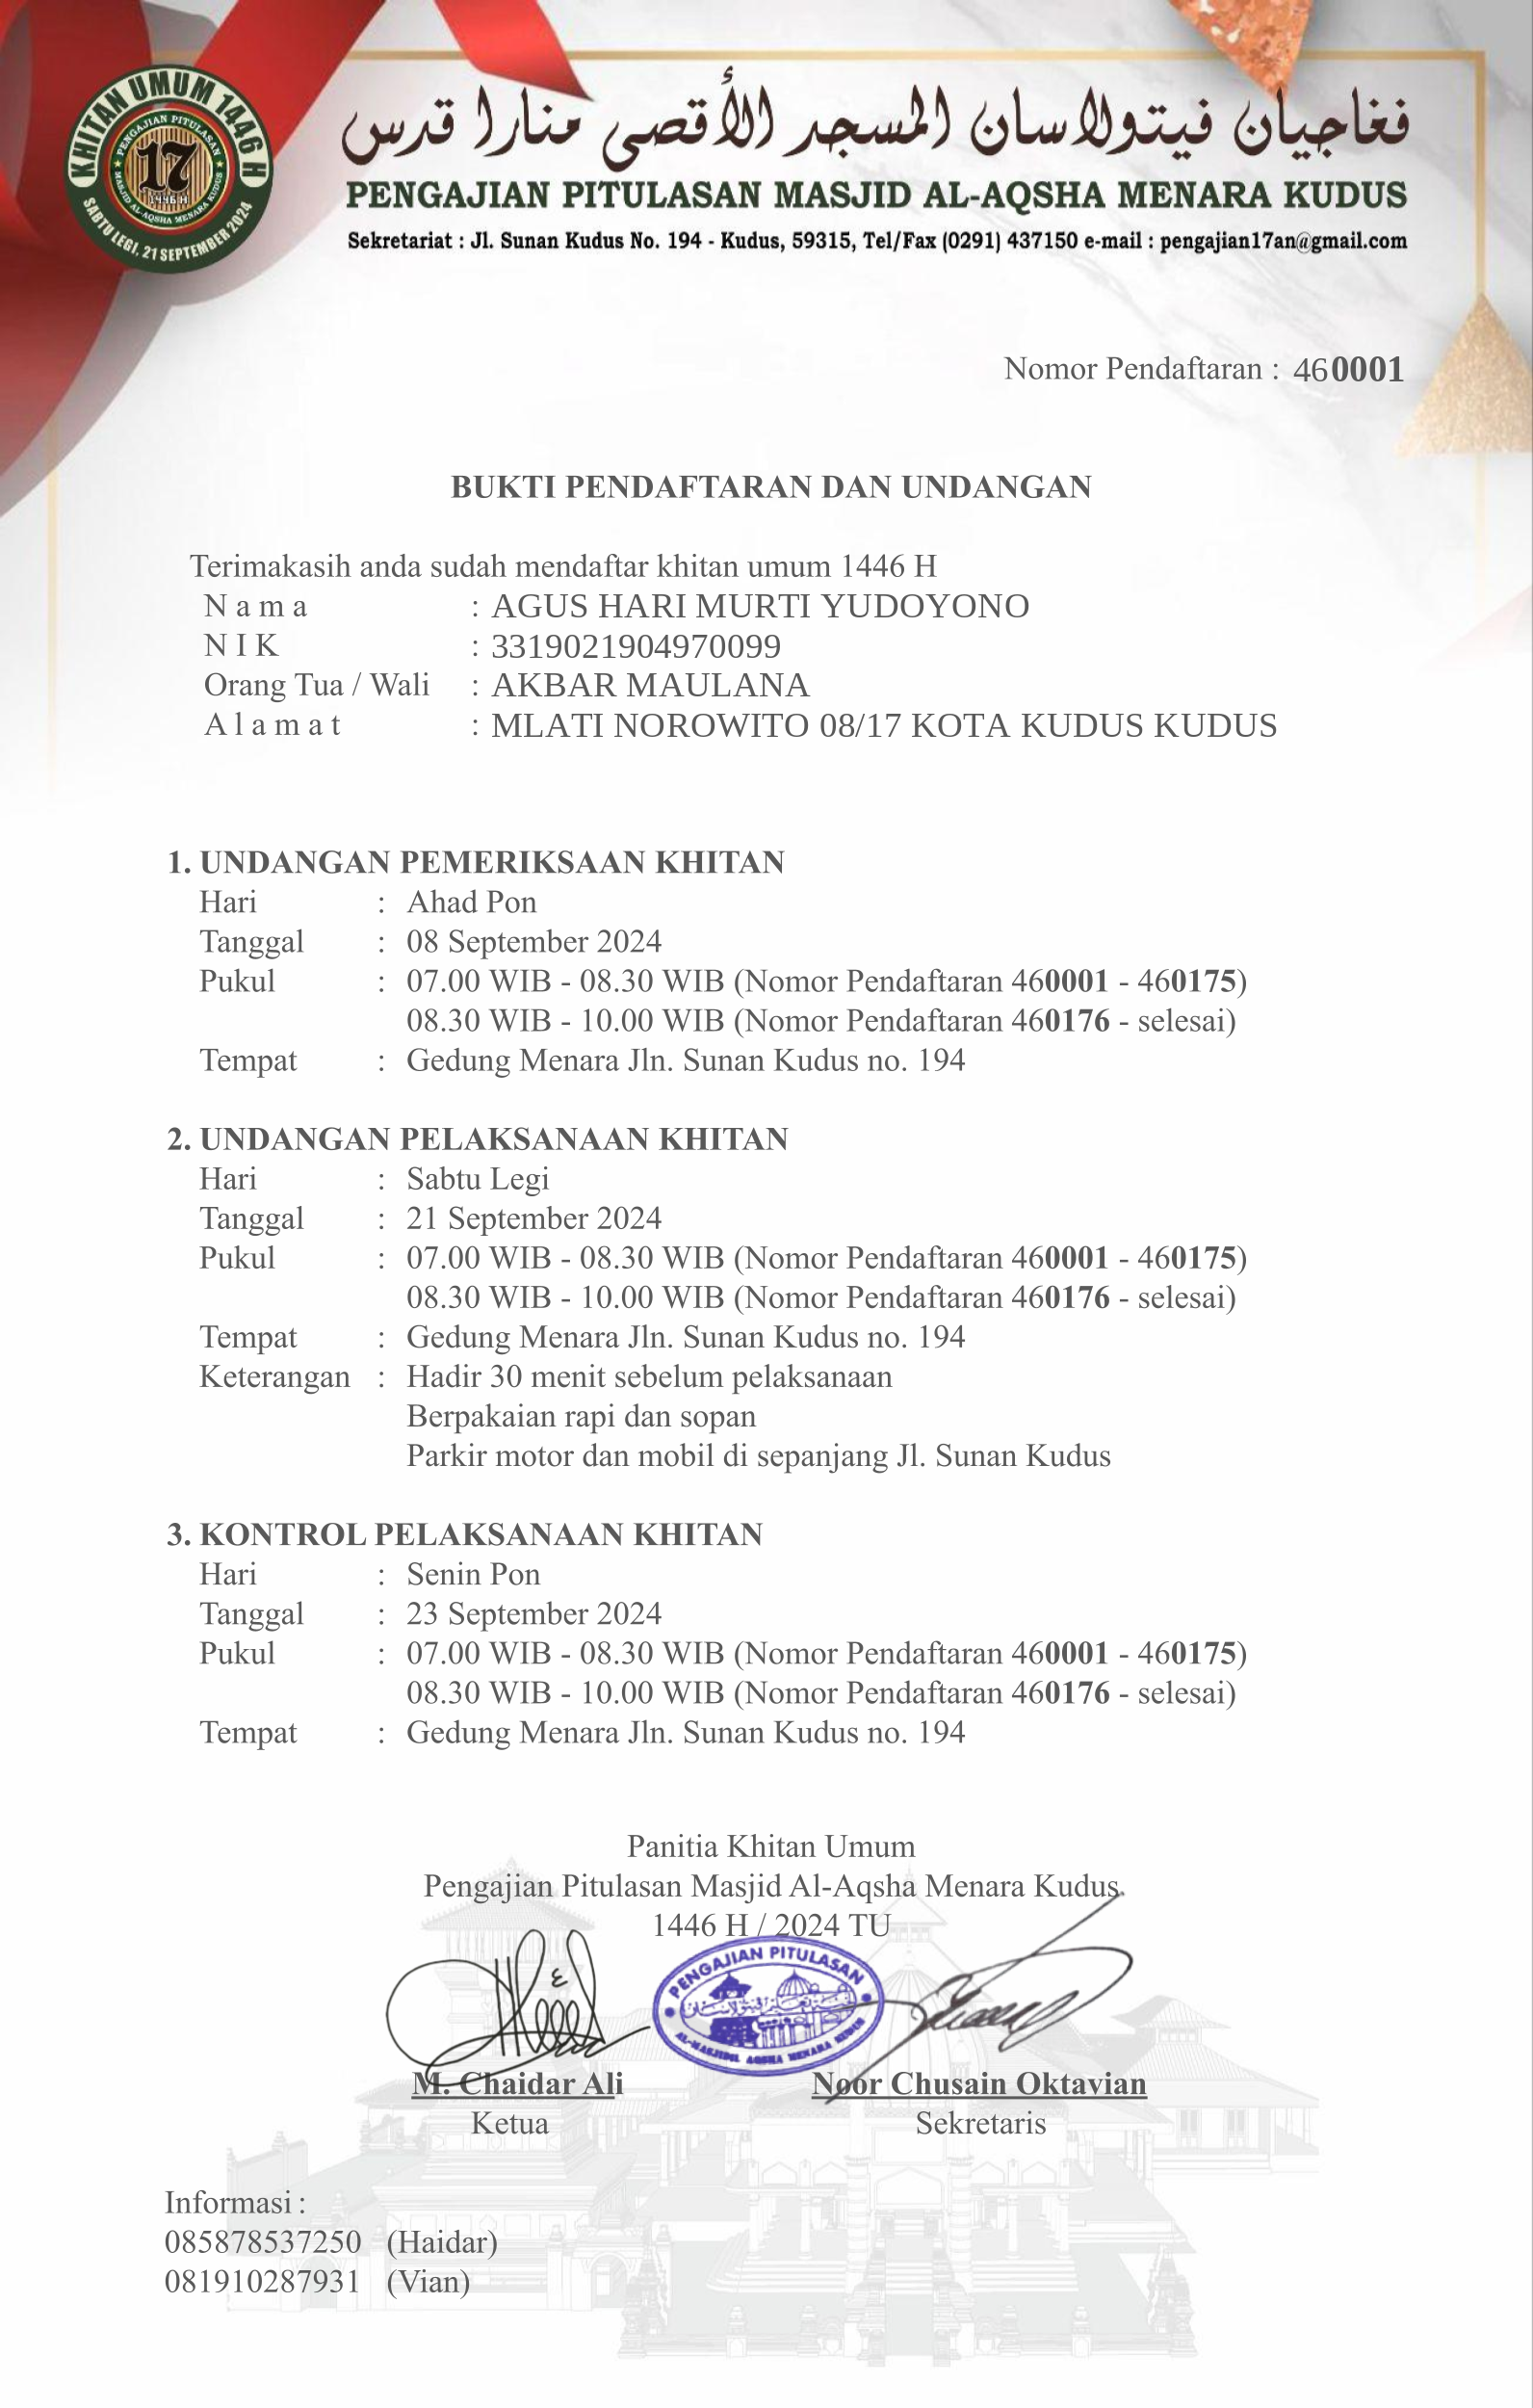 KHITAN UMUM 1446 H
PENGAJIAN PITULASAN
17
1446 H
MASJID AL-AQSHA MENARA KUDUS
SABTU LEGI, 21 SEPTEMBER 2024
فغاجيان فيتولاسان المسجد الأقصى منارا قدس
PENGAJIAN PITULASAN MASJID AL-AQSHA MENARA KUDUS
Sekretariat : Jl. Sunan Kudus No. 194 - Kudus, 59315, Tel/Fax (0291) 437150 e-mail : pengajian17an@gmail.com
Nomor Pendaftaran : 460001
BUKTI PENDAFTARAN DAN UNDANGAN
Terimakasih anda sudah mendaftar khitan umum 1446 H
N a m a : AGUS HARI MURTI YUDOYONO
N I K : 3319021904970099
Orang Tua / Wali : AKBAR MAULANA
A l a m a t : MLATI NOROWITO 08/17 KOTA KUDUS KUDUS
1. UNDANGAN PEMERIKSAAN KHITAN
Hari : Ahad Pon
Tanggal : 08 September 2024
Pukul : 07.00 WIB - 08.30 WIB (Nomor Pendaftaran 460001 - 460175)
08.30 WIB - 10.00 WIB (Nomor Pendaftaran 460176 - selesai)
Tempat : Gedung Menara Jln. Sunan Kudus no. 194
2. UNDANGAN PELAKSANAAN KHITAN
Hari : Sabtu Legi
Tanggal : 21 September 2024
Pukul : 07.00 WIB - 08.30 WIB (Nomor Pendaftaran 460001 - 460175)
08.30 WIB - 10.00 WIB (Nomor Pendaftaran 460176 - selesai)
Tempat : Gedung Menara Jln. Sunan Kudus no. 194
Keterangan : Hadir 30 menit sebelum pelaksanaan
Berpakaian rapi dan sopan
Parkir motor dan mobil di sepanjang Jl. Sunan Kudus
3. KONTROL PELAKSANAAN KHITAN
Hari : Senin Pon
Tanggal : 23 September 2024
Pukul : 07.00 WIB - 08.30 WIB (Nomor Pendaftaran 460001 - 460175)
08.30 WIB - 10.00 WIB (Nomor Pendaftaran 460176 - selesai)
Tempat : Gedung Menara Jln. Sunan Kudus no. 194
Panitia Khitan Umum
Pengajian Pitulasan Masjid Al-Aqsha Menara Kudus
1446 H / 2024 TU
PENGAJIAN PITULASAN
AL-MASJIDIL AQSHA MENARA KUDUS
M. Chaidar Ali Noor Chusain Oktavian
Ketua Sekretaris
Informasi :
085878537250 (Haidar)
081910287931 (Vian)